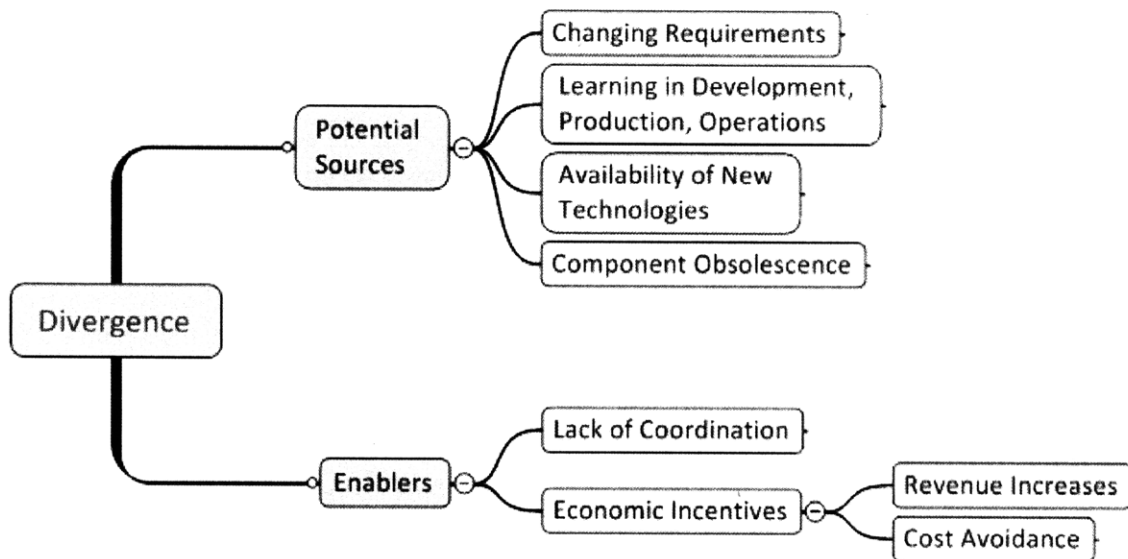 Changing Requirements
Learning in Development,
Production, Operations
Potential
Sources
Availability of New
Technologies
Component Obsolescence
Divergence
Lack of Coordination
Enablers
Economic Incentives
Revenue Increases
Cost Avoidance